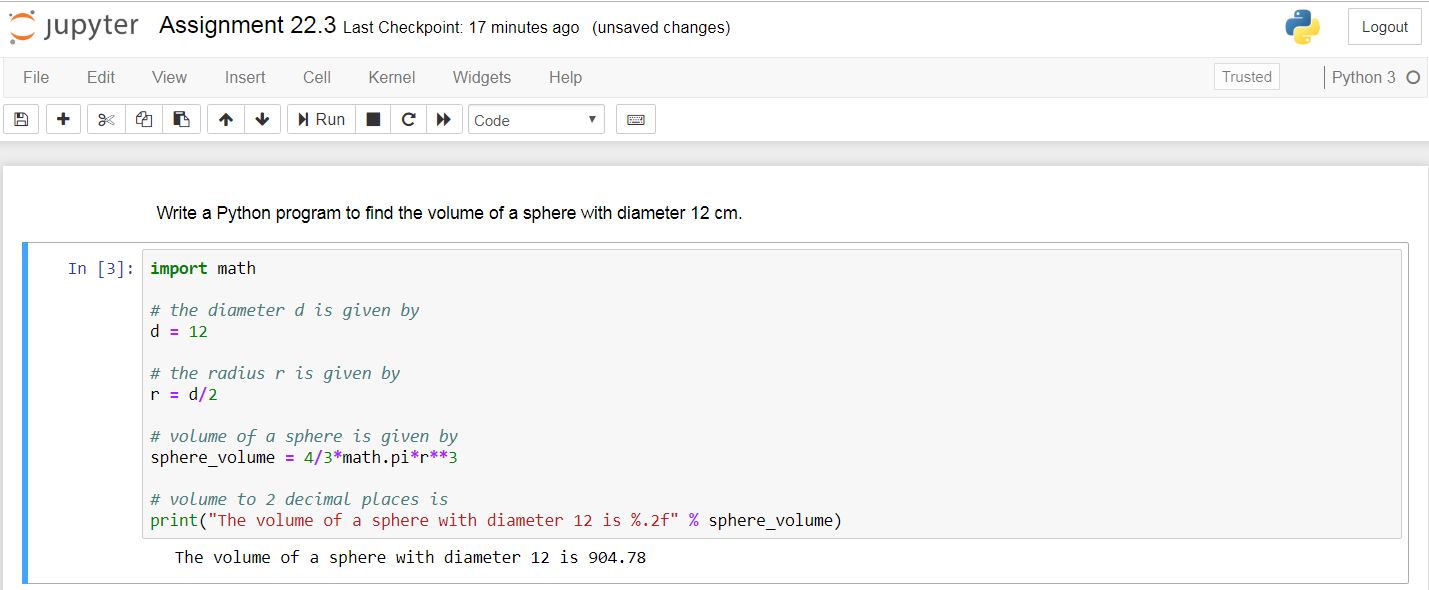 jupyter Assignment 22.3 Last Checkpoint: 17 minutes ago (unsaved changes) Logout
File Edit View Insert Cell Kernel Widgets Help Trusted Python 3
Run Code
Write a Python program to find the volume of a sphere with diameter 12 cm.
In [3]: import math
# the diameter d is given by
d = 12
# the radius r is given by
r = d/2
# volume of a sphere is given by
sphere_volume = 4/3*math.pi*r**3
# volume to 2 decimal places is
print("The volume of a sphere with diameter 12 is %.2f" % sphere_volume)
The volume of a sphere with diameter 12 is 904.78